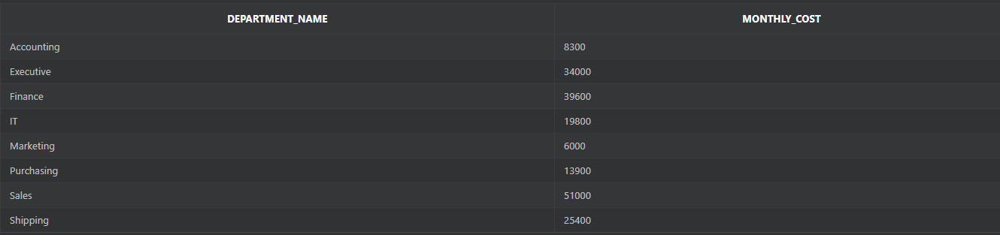 DEPARTMENT_NAME MONTHLY_COST
Accounting 8300
Executive 34000
Finance 39600
IT 19800
Marketing 6000
Purchasing 13900
Sales 51000
Shipping 25400